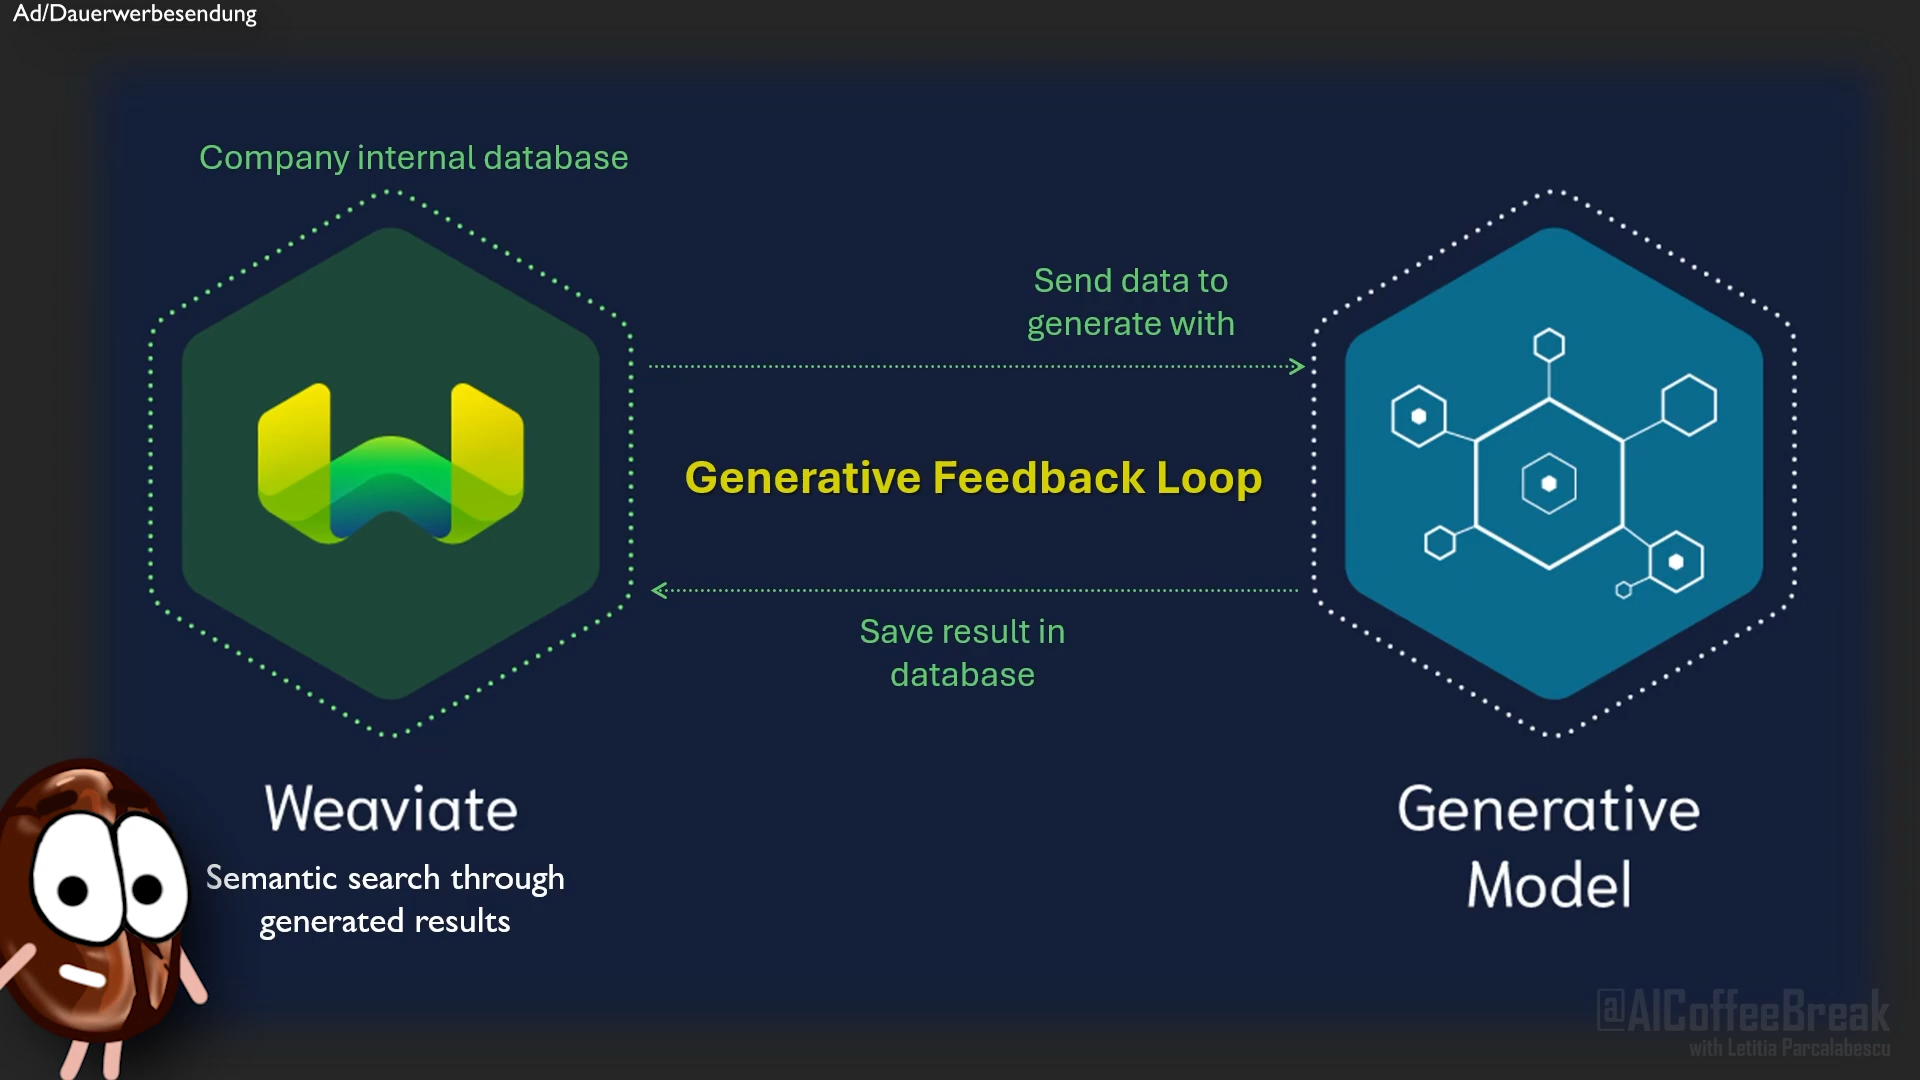 Ad/Dauerwerbesendung
Company internal database
Send data to
generate with
Generative Feedback Loop
Save result in
database
Weaviate
Semantic search through
generated results
Generative
Model
@AICoffeeBreak
with Letitia Parcalabescu